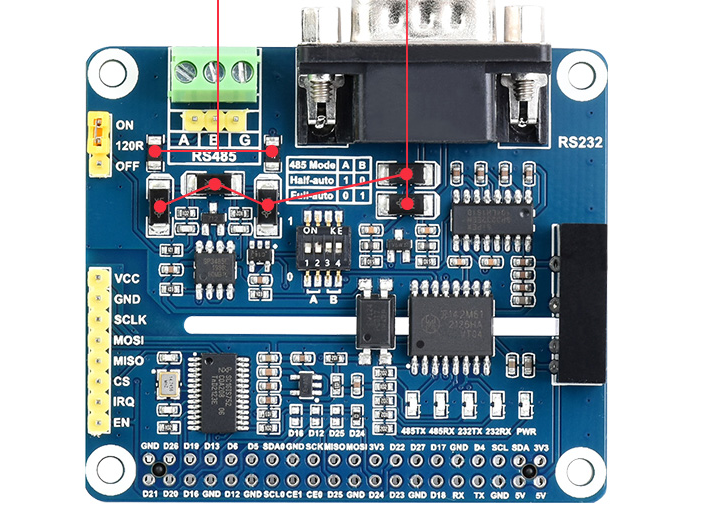 ON
120R
OFF
A B G
RS485
RS232
485 Mode A B
Half-auto 1 0
Full-auto 0 1
1
ON KE
1 2 3 4
0
A B
VCC
GND
SCLK
MOSI
MISO
CS
IRQ
EN
2126HA
D16 D12 D25 D24
485TX 485RX 232TX 232RX PWR
GND D26 D19 D13 D6 D5 SDA0 GND SCK MISO MOSI 3V3 D22 D27 D17 GND D4 SCL SDA 3V3
D21 D20 D16 GND D12 GND SCL0 CE1 CE0 D25 GND D24 D23 GND D18 RX TX GND 5V 5V